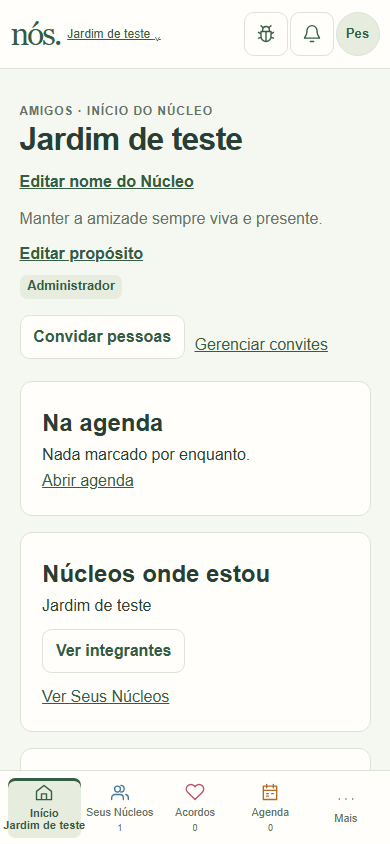 nós. Jardim de teste
Pes
AMIGOS · INÍCIO DO NÚCLEO
Jardim de teste
Editar nome do Núcleo
Manter a amizade sempre viva e presente.
Editar propósito
Administrador
Convidar pessoas
Gerenciar convites
Na agenda
Nada marcado por enquanto.
Abrir agenda
Núcleos onde estou
Jardim de teste
Ver integrantes
Ver Seus Núcleos
Início
Jardim de teste
Seus Núcleos
1
Acordos
0
Agenda
0
...
Mais